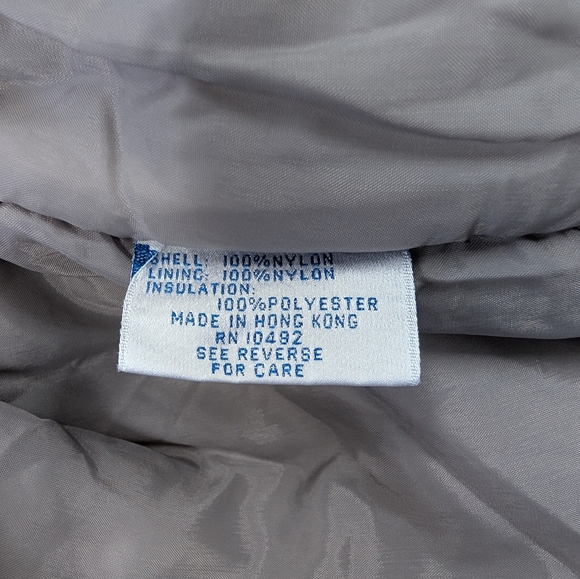 SHELL: 100%NYLON
LINING: 100%NYLON
INSULATION:
100%POLYESTER
MADE IN HONG KONG
RN 10492
SEE REVERSE
FOR CARE